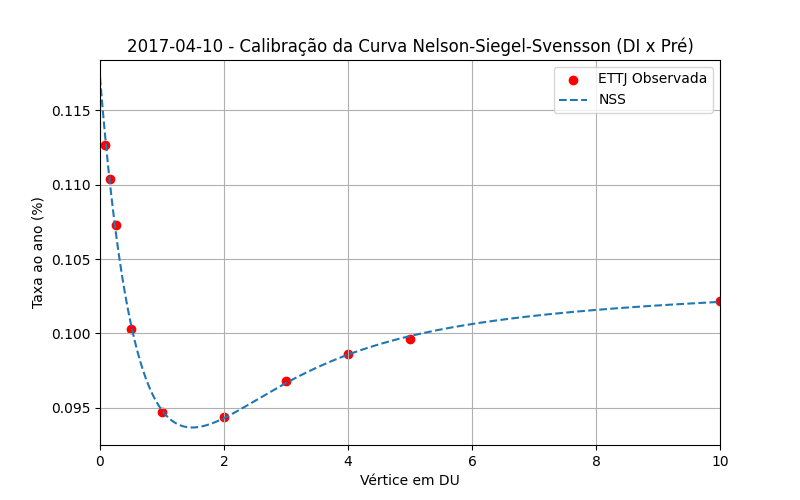 2017-04-10 - Calibração da Curva Nelson-Siegel-Svensson (DI x Pré)
ETTJ Observada
NSS
Taxa ao ano (%)
0.115
0.110
0.105
0.100
0.095
0
2
4
6
8
10
Vértice em DU